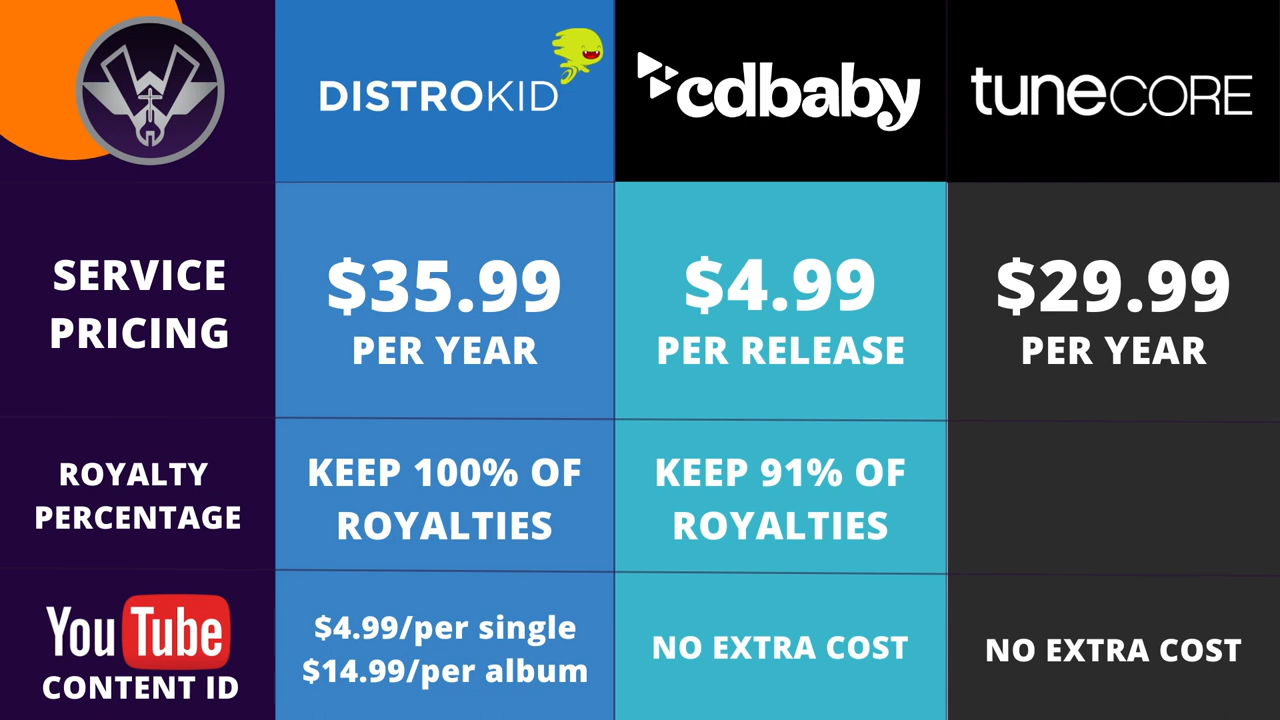 DISTROKID
cdbaby
tuneCORE
SERVICE
PRICING
$35.99
PER YEAR
$4.99
PER RELEASE
$29.99
PER YEAR
ROYALTY
PERCENTAGE
KEEP 100% OF
ROYALTIES
KEEP 91% OF
ROYALTIES
YouTube
CONTENT ID
$4.99/per single
$14.99/per album
NO EXTRA COST
NO EXTRA COST